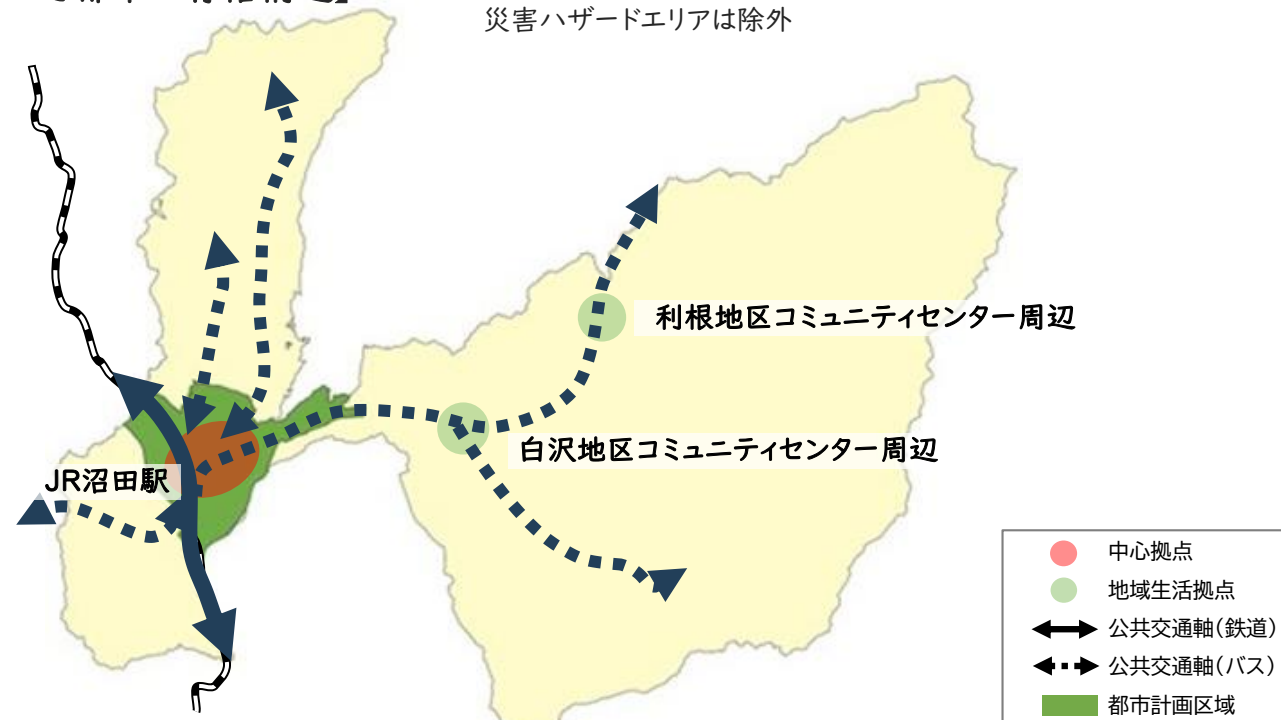 災害ハザードエリアは除外
利根地区コミュニティセンター周辺
白沢地区コミュニティセンター周辺
JR沼田駅
中心拠点
地域生活拠点
公共交通軸(鉄道)
公共交通軸(バス)
都市計画区域